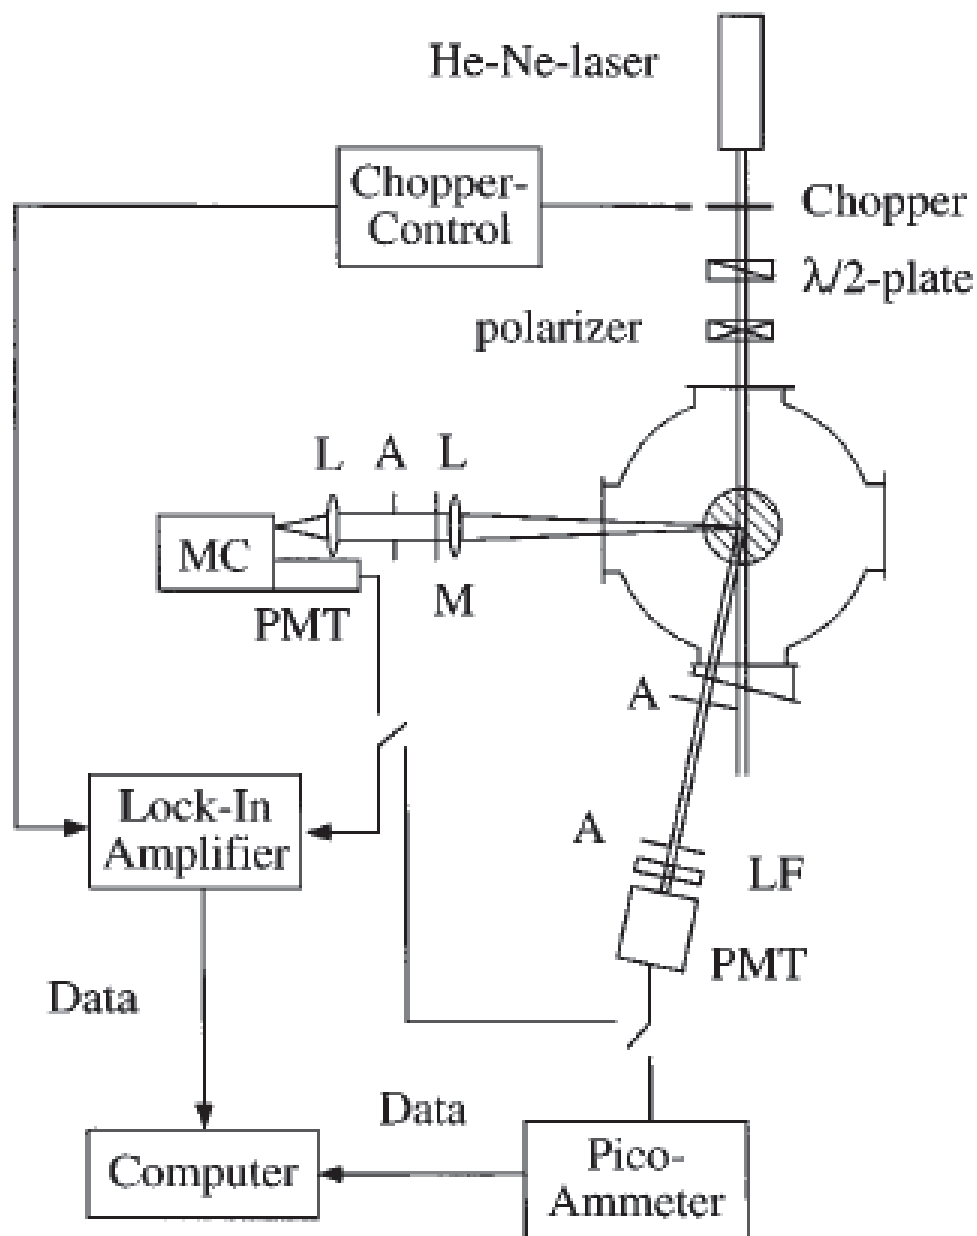 He-Ne-laser
Chopper-
Control
Chopper
λ/2-plate
polarizer
L A L
MC
PMT
M
A
Lock-In
Amplifier
A
LF
PMT
Data
Data
Computer
Pico-
Ammeter